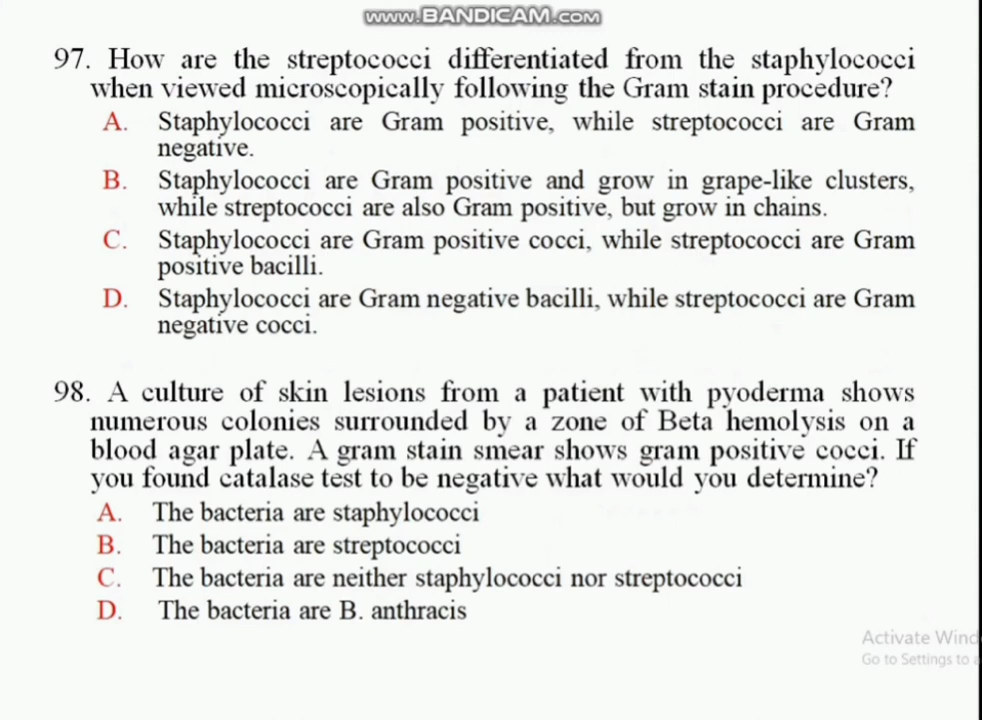 www.BANDICAM.COM
97. How are the streptococci differentiated from the staphylococci
when viewed microscopically following the Gram stain procedure?
A. Staphylococci are Gram positive, while streptococci are Gram
negative.
B. Staphylococci are Gram positive and grow in grape-like clusters,
while streptococci are also Gram positive, but grow in chains.
C. Staphylococci are Gram positive cocci, while streptococci are Gram
positive bacilli.
D. Staphylococci are Gram negative bacilli, while streptococci are Gram
negative cocci.
98. A culture of skin lesions from a patient with pyoderma shows
numerous colonies surrounded by a zone of Beta hemolysis on a
blood agar plate. A gram stain smear shows gram positive cocci. If
you found catalase test to be negative what would you determine?
A. The bacteria are staphylococci
B. The bacteria are streptococci
C. The bacteria are neither staphylococci nor streptococci
D. The bacteria are B. anthracis
Activate Wind
Go to Settings to a